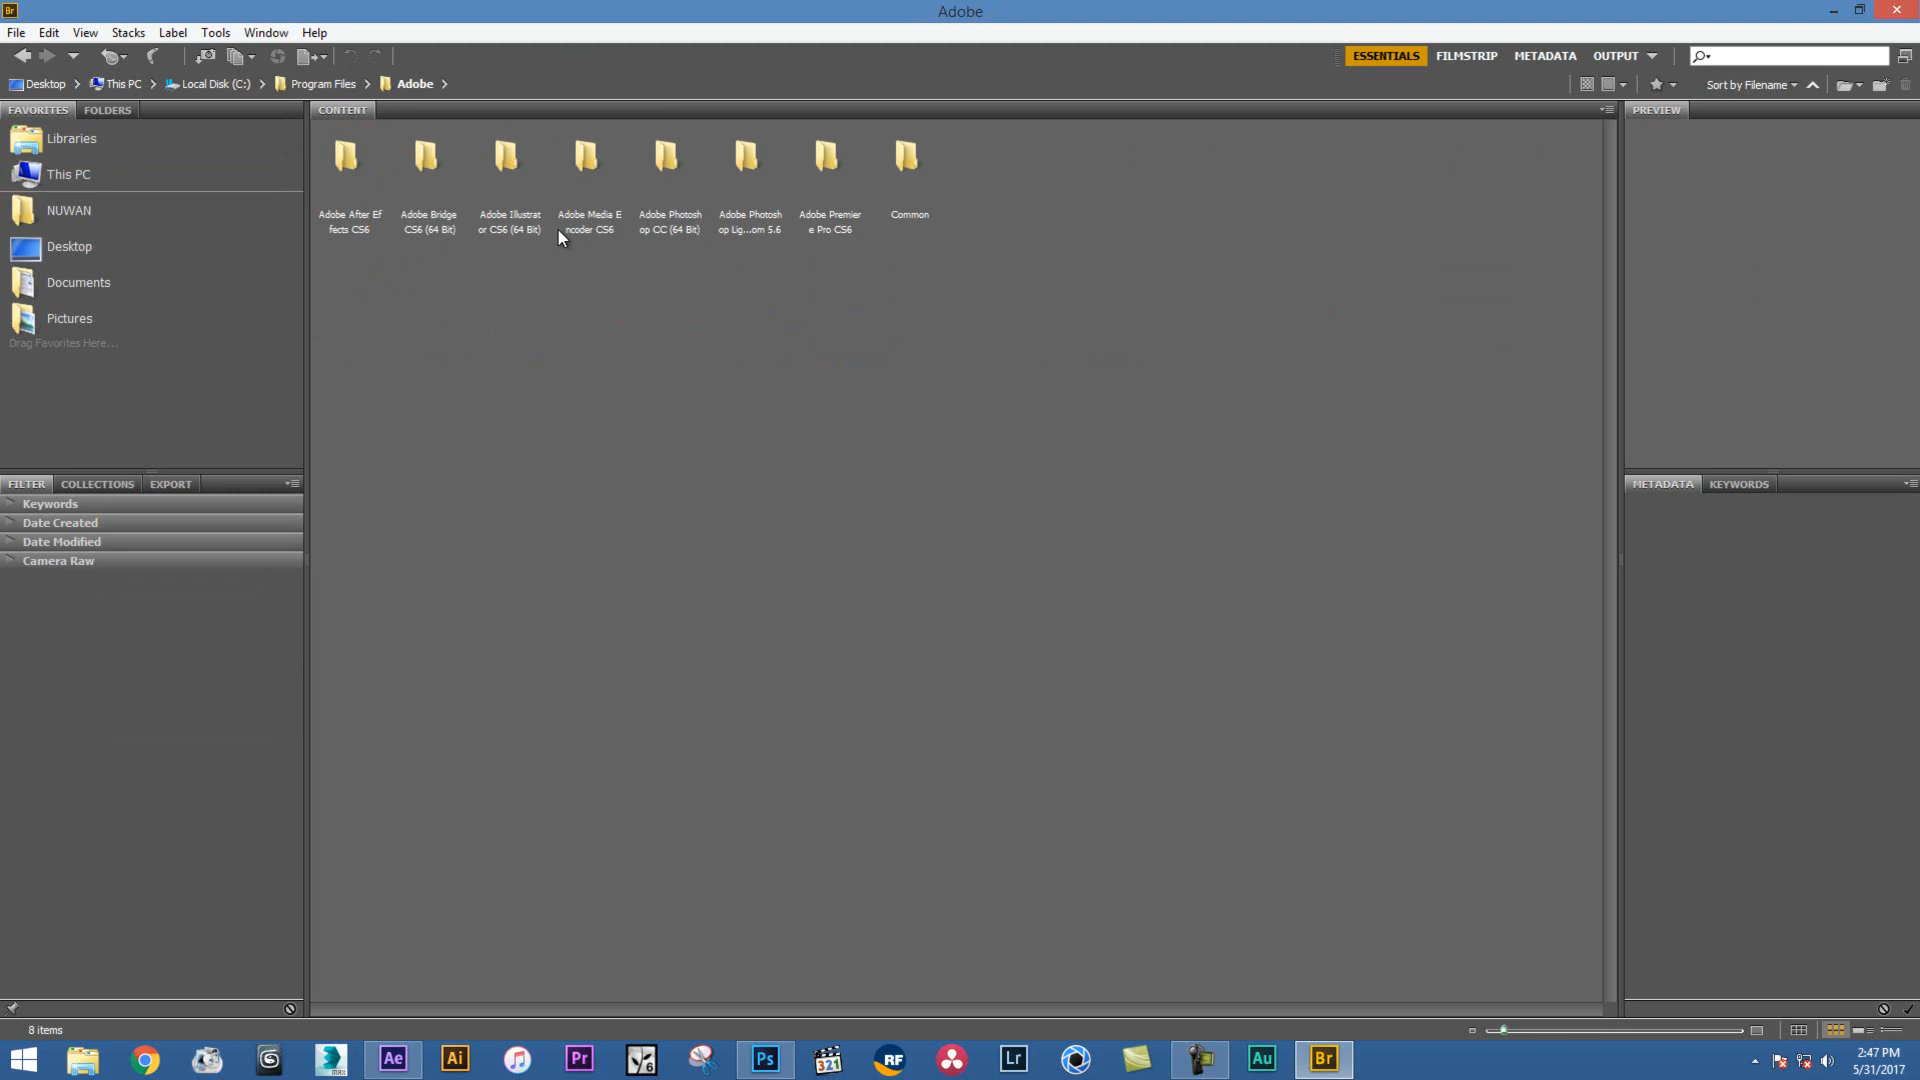 Br
Adobe
File Edit View Stacks Label Tools Window Help
ESSENTIALS FILMSTRIP METADATA OUTPUT
Desktop This PC Local Disk (C:) Program Files Adobe
Sort by Filename
FAVORITES FOLDERS
Libraries
This PC
NUWAN
Desktop
Documents
Pictures
Drag Favorites Here...
CONTENT
Adobe After Ef
fects CS6
Adobe Bridge
CS6 (64 Bit)
Adobe Illustrat
or CS6 (64 Bit)
Adobe Media E
ncoder CS6
Adobe Photosh
op CC (64 Bit)
Adobe Photosh
op Lig...om 5.6
Adobe Premier
e Pro CS6
Common
PREVIEW
FILTER COLLECTIONS EXPORT
Keywords
Date Created
Date Modified
Camera Raw
METADATA KEYWORDS
8 items
MAX Ae Ai Pr 6 Ps 321 RF Lr Au Br
2:47 PM
5/31/2017